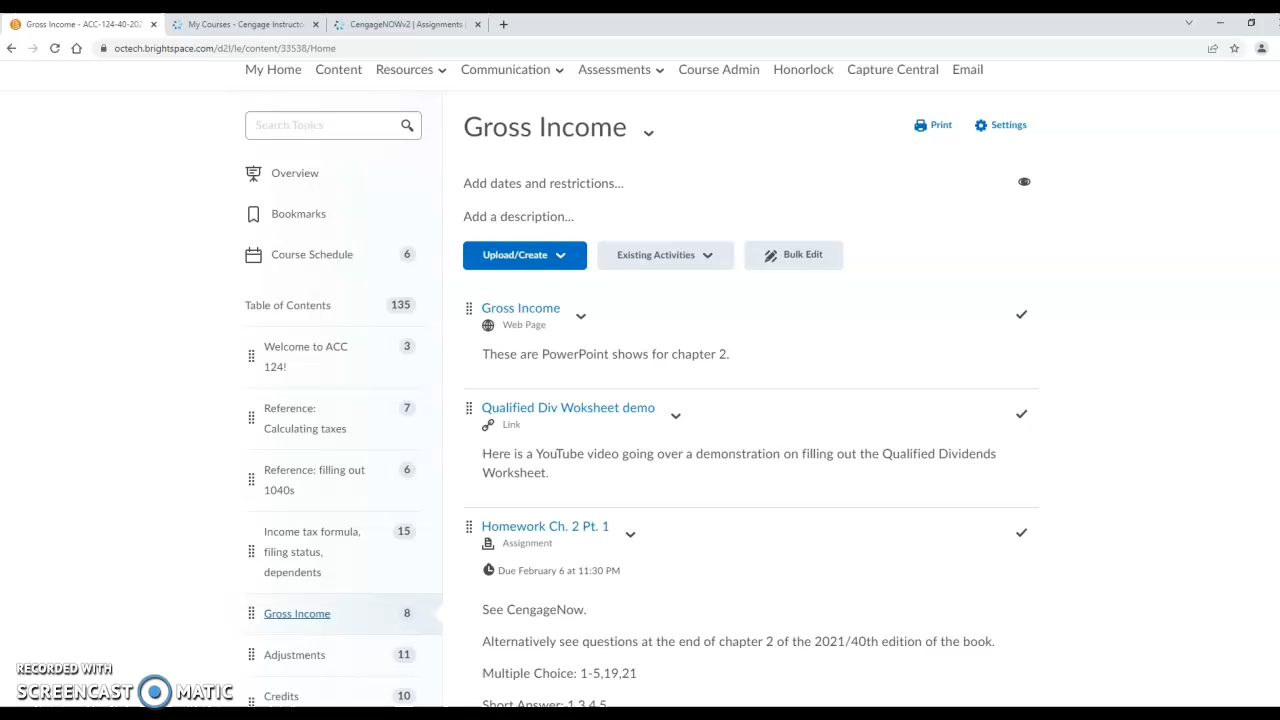 Gross Income - ACC-124-40-202
My Courses - Cengage Instructo
CengageNOWv2 | Assignments
octech.brightspace.com/d2l/le/content/33538/Home
My Home Content Resources Communication Assessments Course Admin Honorlock Capture Central Email
Search Topics
Overview
Bookmarks
Course Schedule 6
Table of Contents 135
Welcome to ACC 3
124!
Reference: 7
Calculating taxes
Reference: filling out 6
1040s
Income tax formula, 15
filing status,
dependents
Gross Income 8
Adjustments 11
Credits 10
Gross Income
Print Settings
Add dates and restrictions...
Add a description...
Upload/Create Existing Activities Bulk Edit
Gross Income
Web Page
These are PowerPoint shows for chapter 2.
Qualified Div Woksheet demo
Link
Here is a YouTube video going over a demonstration on filling out the Qualified Dividends
Worksheet.
Homework Ch. 2 Pt. 1
Assignment
Due February 6 at 11:30 PM
See CengageNow.
Alternatively see questions at the end of chapter 2 of the 2021/40th edition of the book.
Multiple Choice: 1-5,19,21
Short Answer: 1,3,4,5
RECORDED WITH
SCREENCAST MATIC